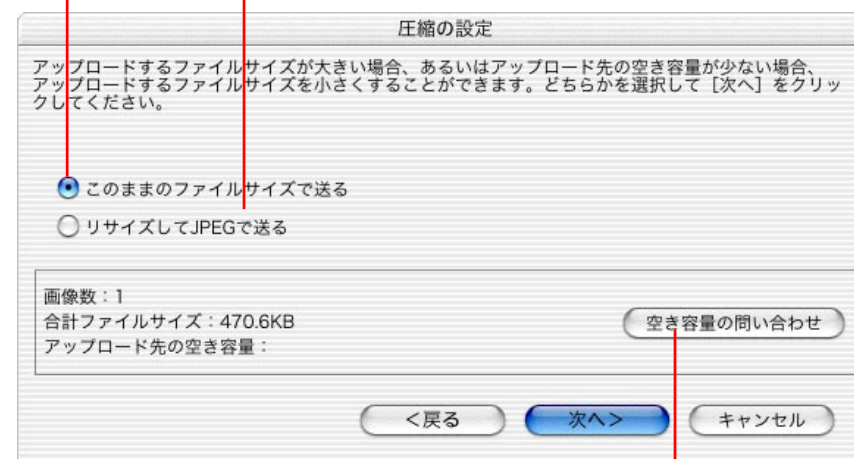 圧縮の設定
アップロードするファイルサイズが大きい場合、あるいはアップロード先の空き容量が少ない場合、
アップロードするファイルサイズを小さくすることができます。どちらかを選択して［次へ］をクリッ
クしてください。
このままのファイルサイズで送る
リサイズしてJPEGで送る
画像数：1
合計ファイルサイズ：470.6KB
空き容量の問い合わせ
アップロード先の空き容量：
<戻る
次へ>
キャンセル